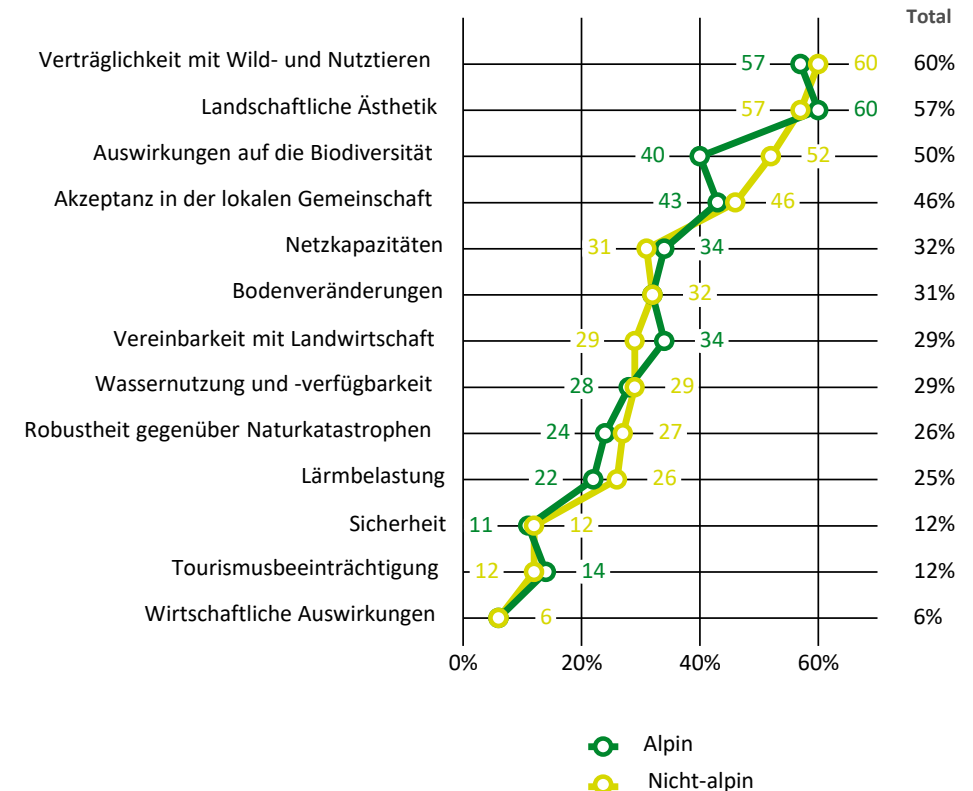 Total
Verträglichkeit mit Wild- und Nutztieren 57 60 60%
Landschaftliche Ästhetik 57 60 57%
Auswirkungen auf die Biodiversität 40 52 50%
Akzeptanz in der lokalen Gemeinschaft 43 46 46%
Netzkapazitäten 31 34 32%
Bodenveränderungen 32 31%
Vereinbarkeit mit Landwirtschaft 29 34 29%
Wassernutzung und -verfügbarkeit 28 29 29%
Robustheit gegenüber Naturkatastrophen 24 27 26%
Lärmbelastung 22 26 25%
Sicherheit 11 12 12%
Tourismusbeeinträchtigung 12 14 12%
Wirtschaftliche Auswirkungen 6 6%
0% 20% 40% 60%
Alpin
Nicht-alpin